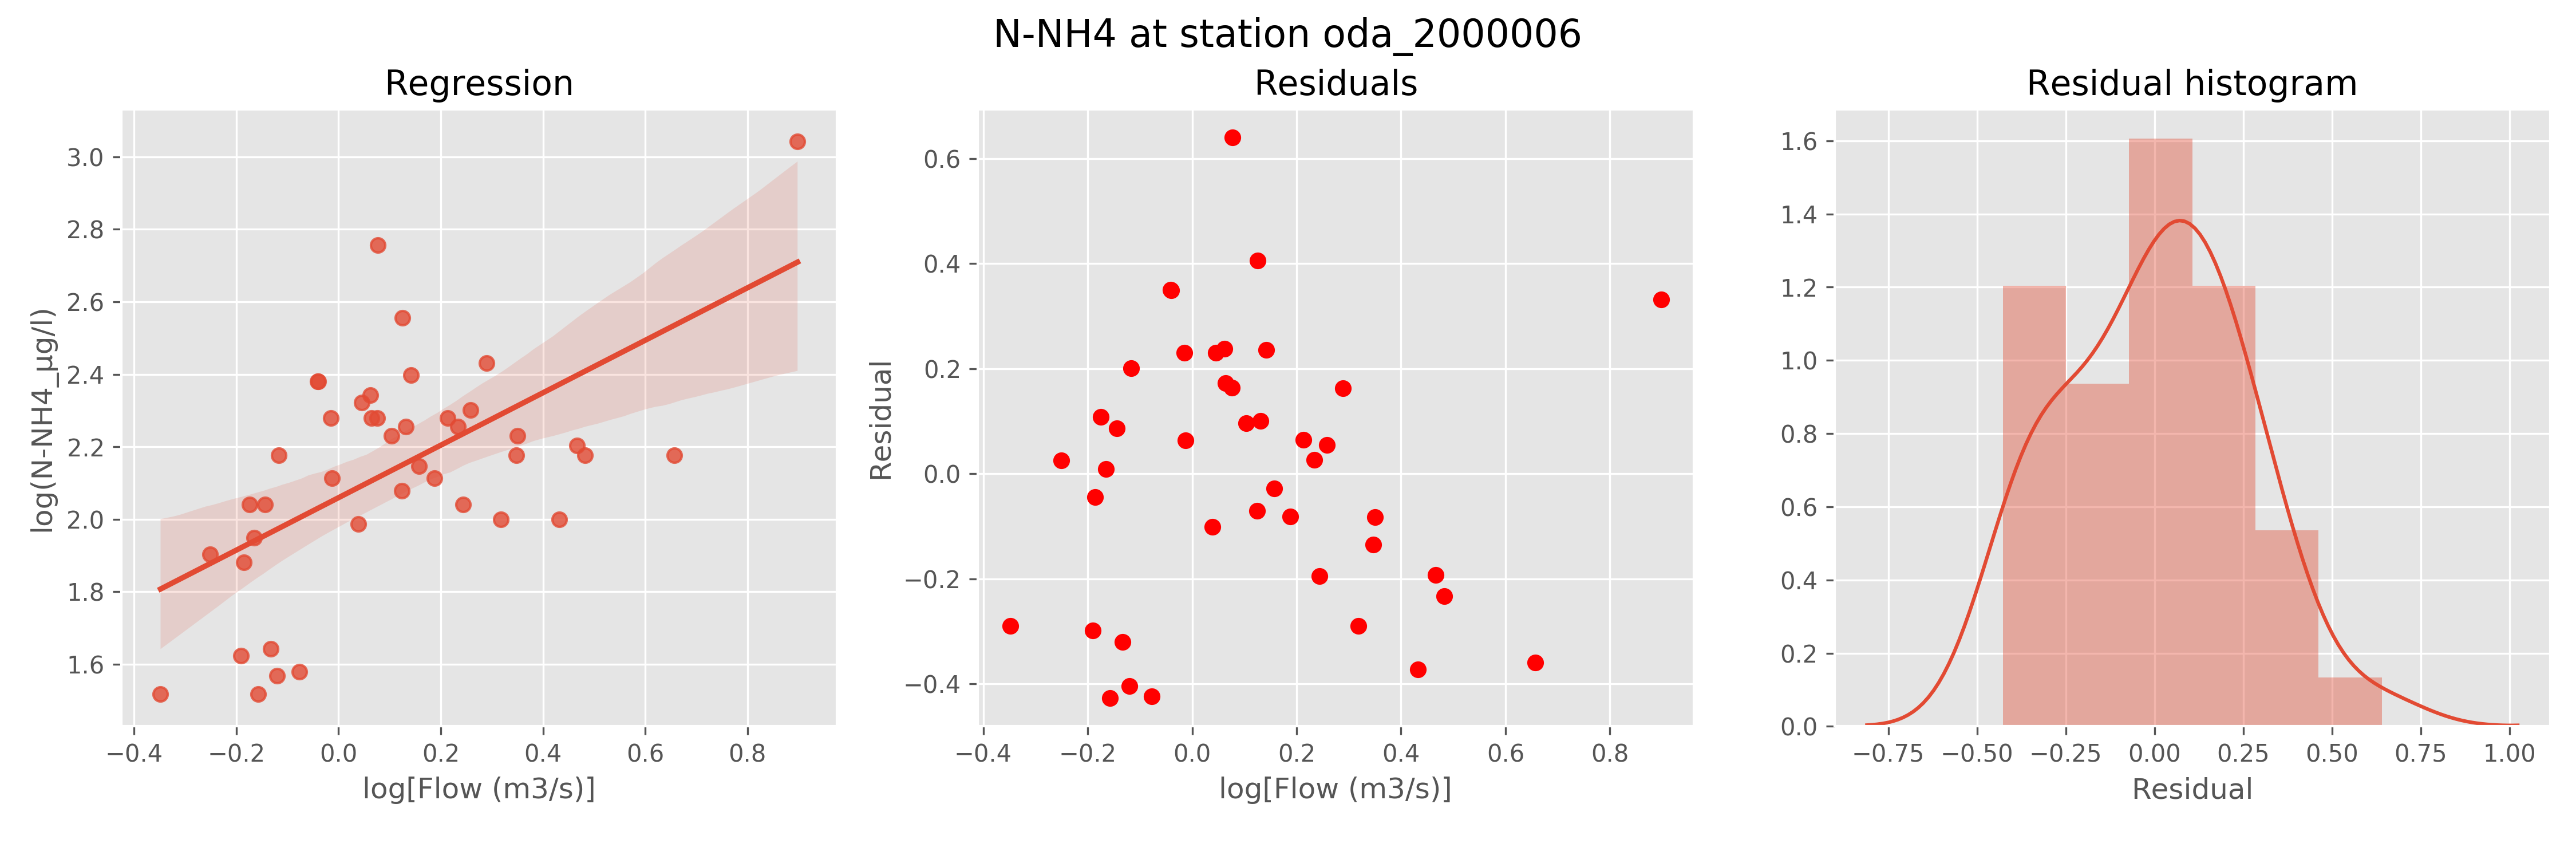 N-NH4 at station oda_2000006
Regression
3.0
2.8
2.6
2.4
2.2
2.0
1.8
1.6
log(N-NH4_µg/l)
−0.4 −0.2 0.0 0.2 0.4 0.6 0.8
log[Flow (m3/s)]
Residuals
0.6
0.4
0.2
0.0
−0.2
−0.4
Residual
−0.4 −0.2 0.0 0.2 0.4 0.6 0.8
log[Flow (m3/s)]
Residual histogram
1.6
1.4
1.2
1.0
0.8
0.6
0.4
0.2
0.0
−0.75 −0.50 −0.25 0.00 0.25 0.50 0.75 1.00
Residual